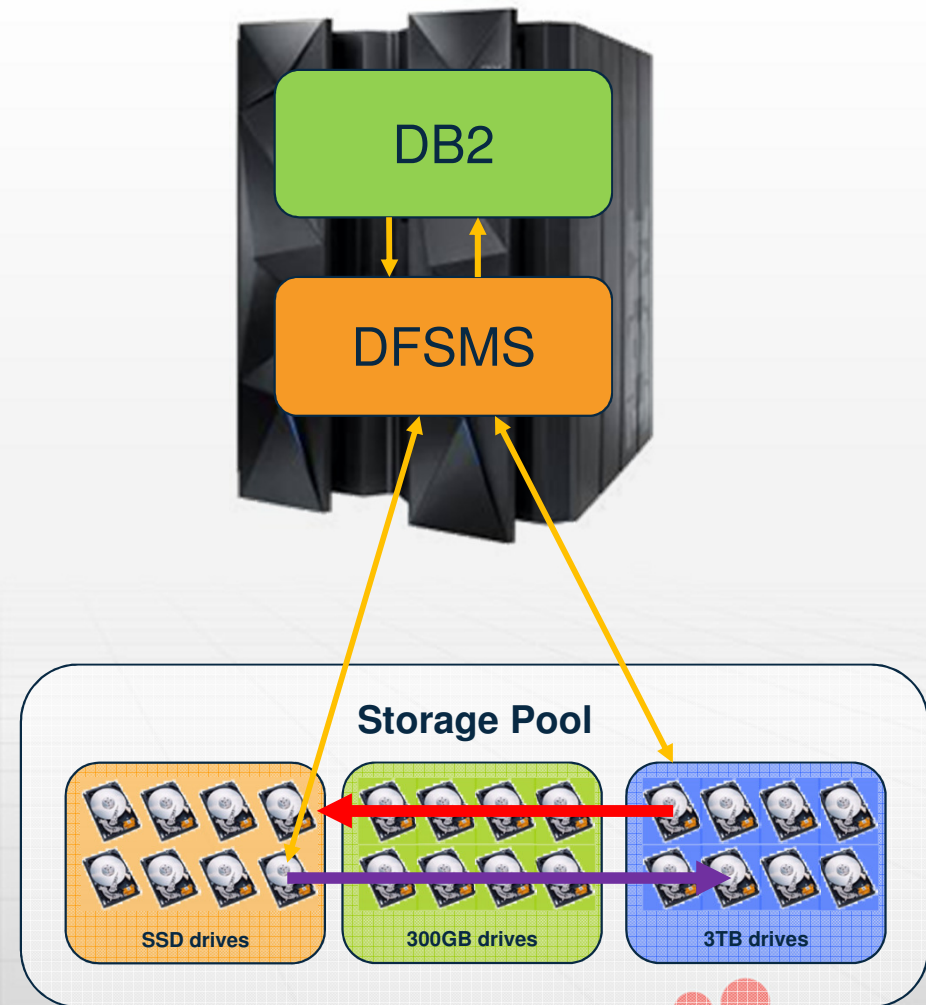 DB2
DFSMS
Storage Pool
SSD drives
300GB drives
3TB drives